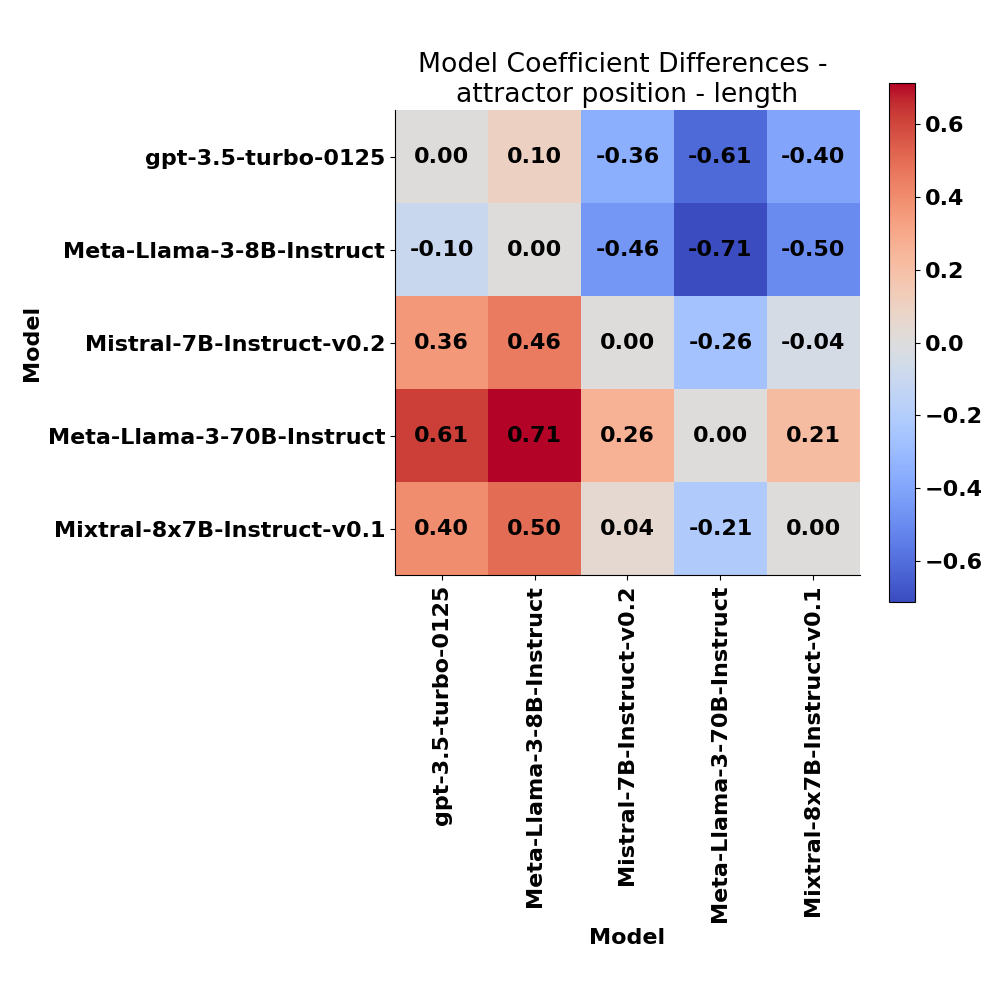 Model Coefficient Differences -
attractor position - length
gpt-3.5-turbo-0125 0.00 0.10 -0.36 -0.61 -0.40
Meta-Llama-3-8B-Instruct -0.10 0.00 -0.46 -0.71 -0.50
Mistral-7B-Instruct-v0.2 0.36 0.46 0.00 -0.26 -0.04
Meta-Llama-3-70B-Instruct 0.61 0.71 0.26 0.00 0.21
Mixtral-8x7B-Instruct-v0.1 0.40 0.50 0.04 -0.21 0.00
Model
gpt-3.5-turbo-0125
Meta-Llama-3-8B-Instruct
Mistral-7B-Instruct-v0.2
Meta-Llama-3-70B-Instruct
Mixtral-8x7B-Instruct-v0.1
Model
0.6
0.4
0.2
0.0
−0.2
−0.4
−0.6